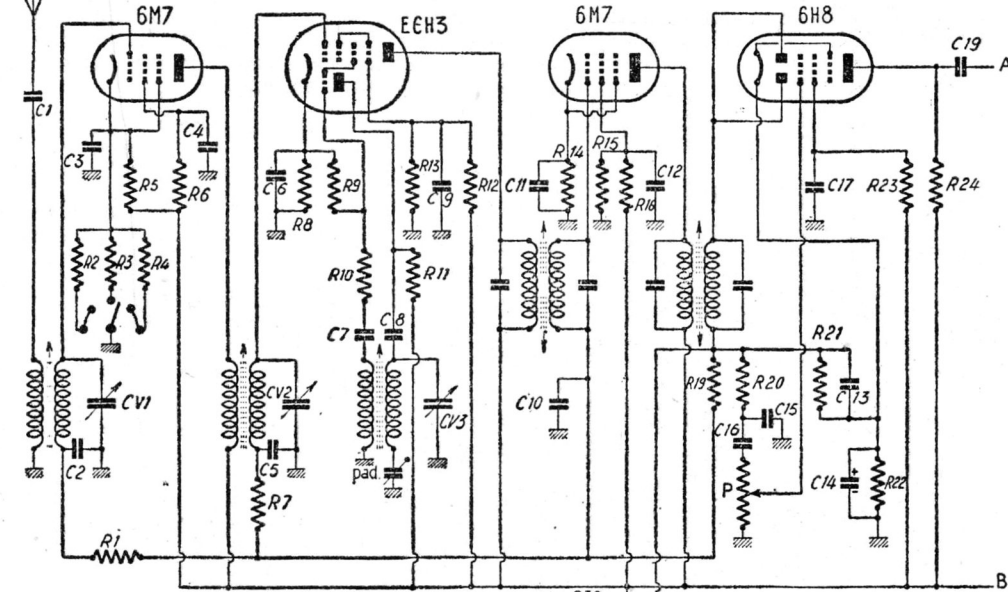 6M7
ECH3
6M7
6H8
C19
A
C1
C3
C4
R5
R6
C6
R8
R9
R13
C9
R12
R14
C11
R15
R16
C12
C17
R23
R24
R2
R3
R4
R10
R11
C7
C8
CV1
C2
CV2
C5
R7
CV3
pad.
C10
R19
R20
R21
C13
C15
C16
P
C14
R22
R1
B